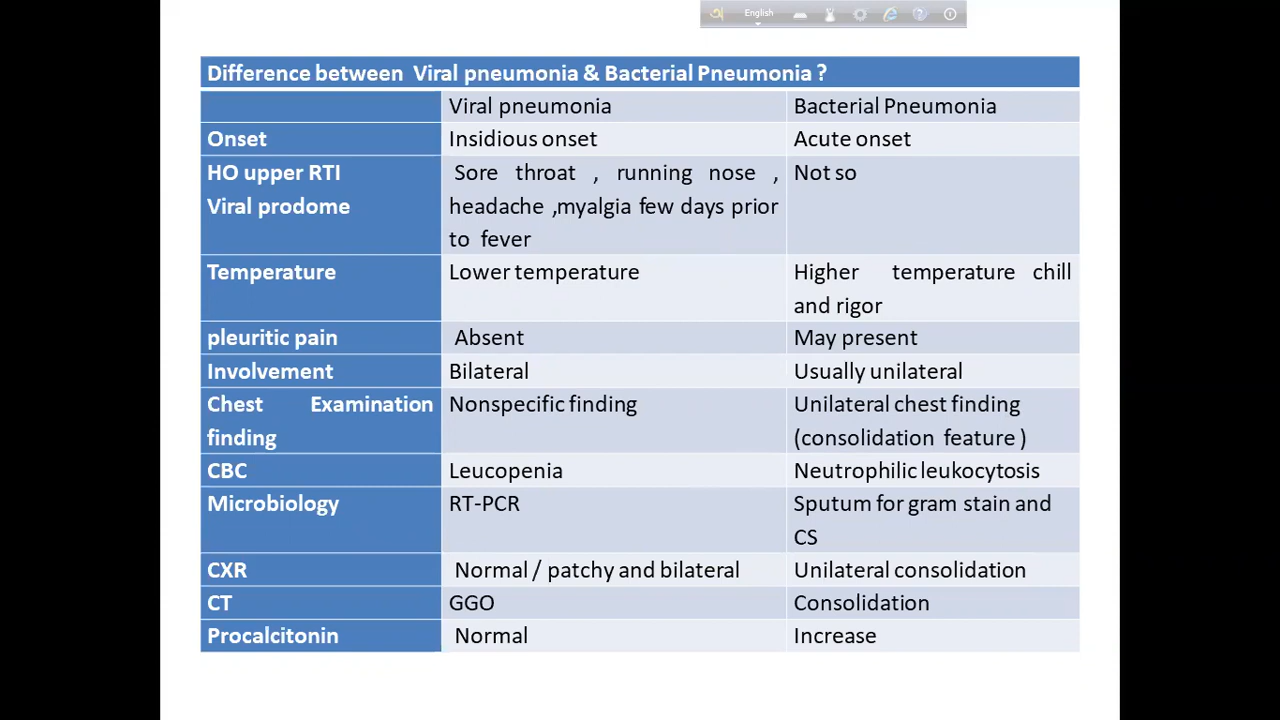 English
Difference between Viral pneumonia & Bacterial Pneumonia ?
Viral pneumonia Bacterial Pneumonia
Onset Insidious onset Acute onset
HO upper RTI Sore throat , running nose , Not so
Viral prodome headache ,myalgia few days prior
to fever
Temperature Lower temperature Higher temperature chill
and rigor
pleuritic pain Absent May present
Involvement Bilateral Usually unilateral
Chest Examination Nonspecific finding Unilateral chest finding
finding (consolidation feature )
CBC Leucopenia Neutrophilic leukocytosis
Microbiology RT-PCR Sputum for gram stain and
CS
CXR Normal / patchy and bilateral Unilateral consolidation
CT GGO Consolidation
Procalcitonin Normal Increase